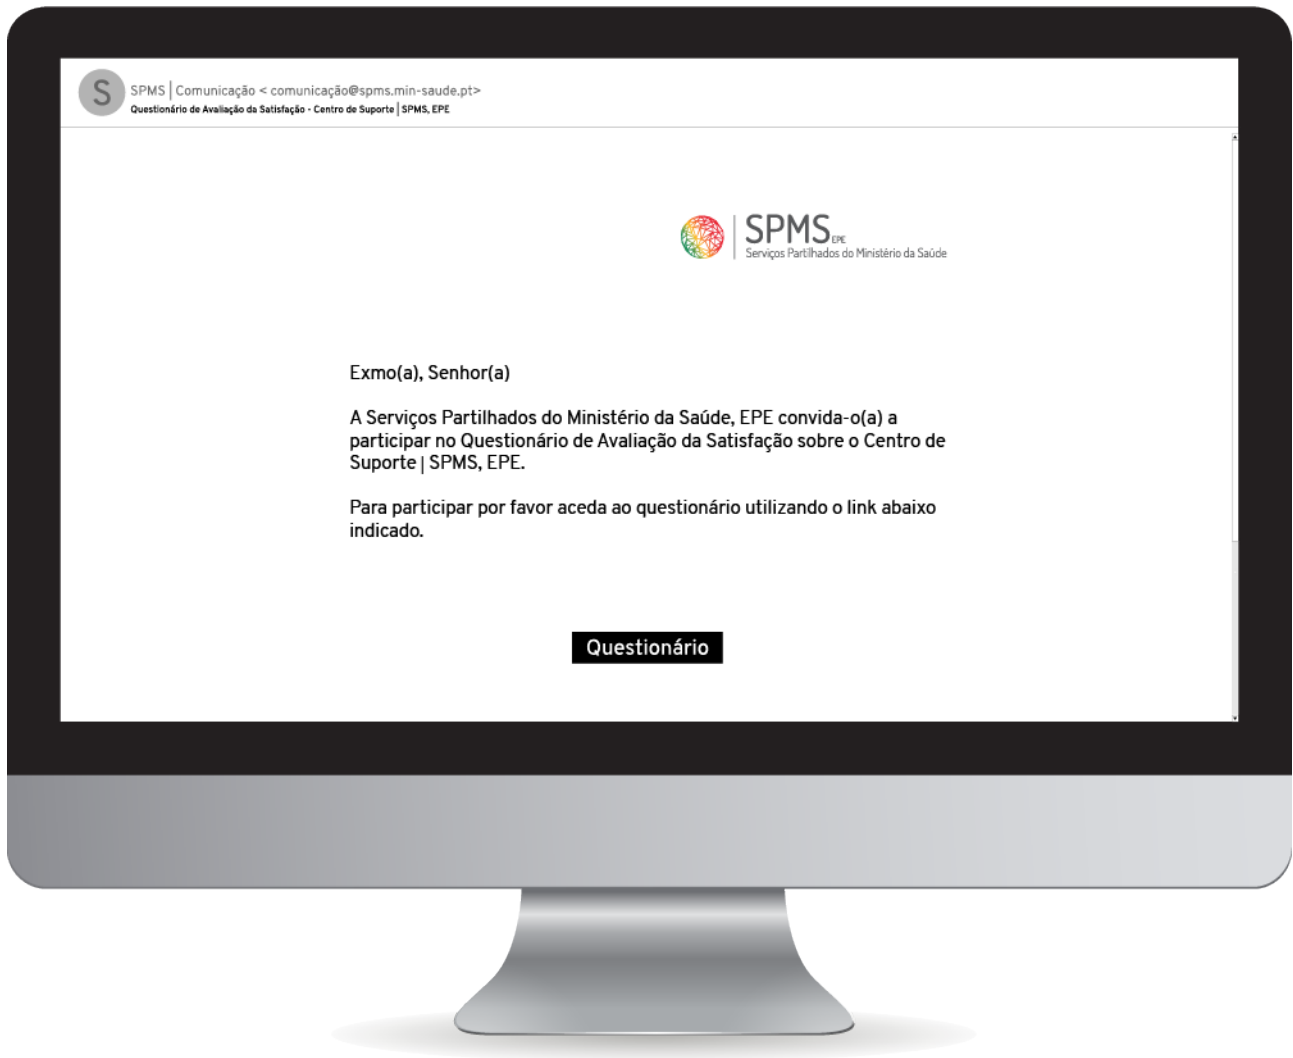 S
SPMS | Comunicação < comunicação@spms.min-saude.pt>
Questionário de Avaliação da Satisfação - Centro de Suporte | SPMS, EPE
SPMS EPE
Serviços Partilhados do Ministério da Saúde
Exmo(a), Senhor(a)
A Serviços Partilhados do Ministério da Saúde, EPE convida-o(a) a
participar no Questionário de Avaliação da Satisfação sobre o Centro de
Suporte | SPMS, EPE.
Para participar por favor aceda ao questionário utilizando o link abaixo
indicado.
Questionário